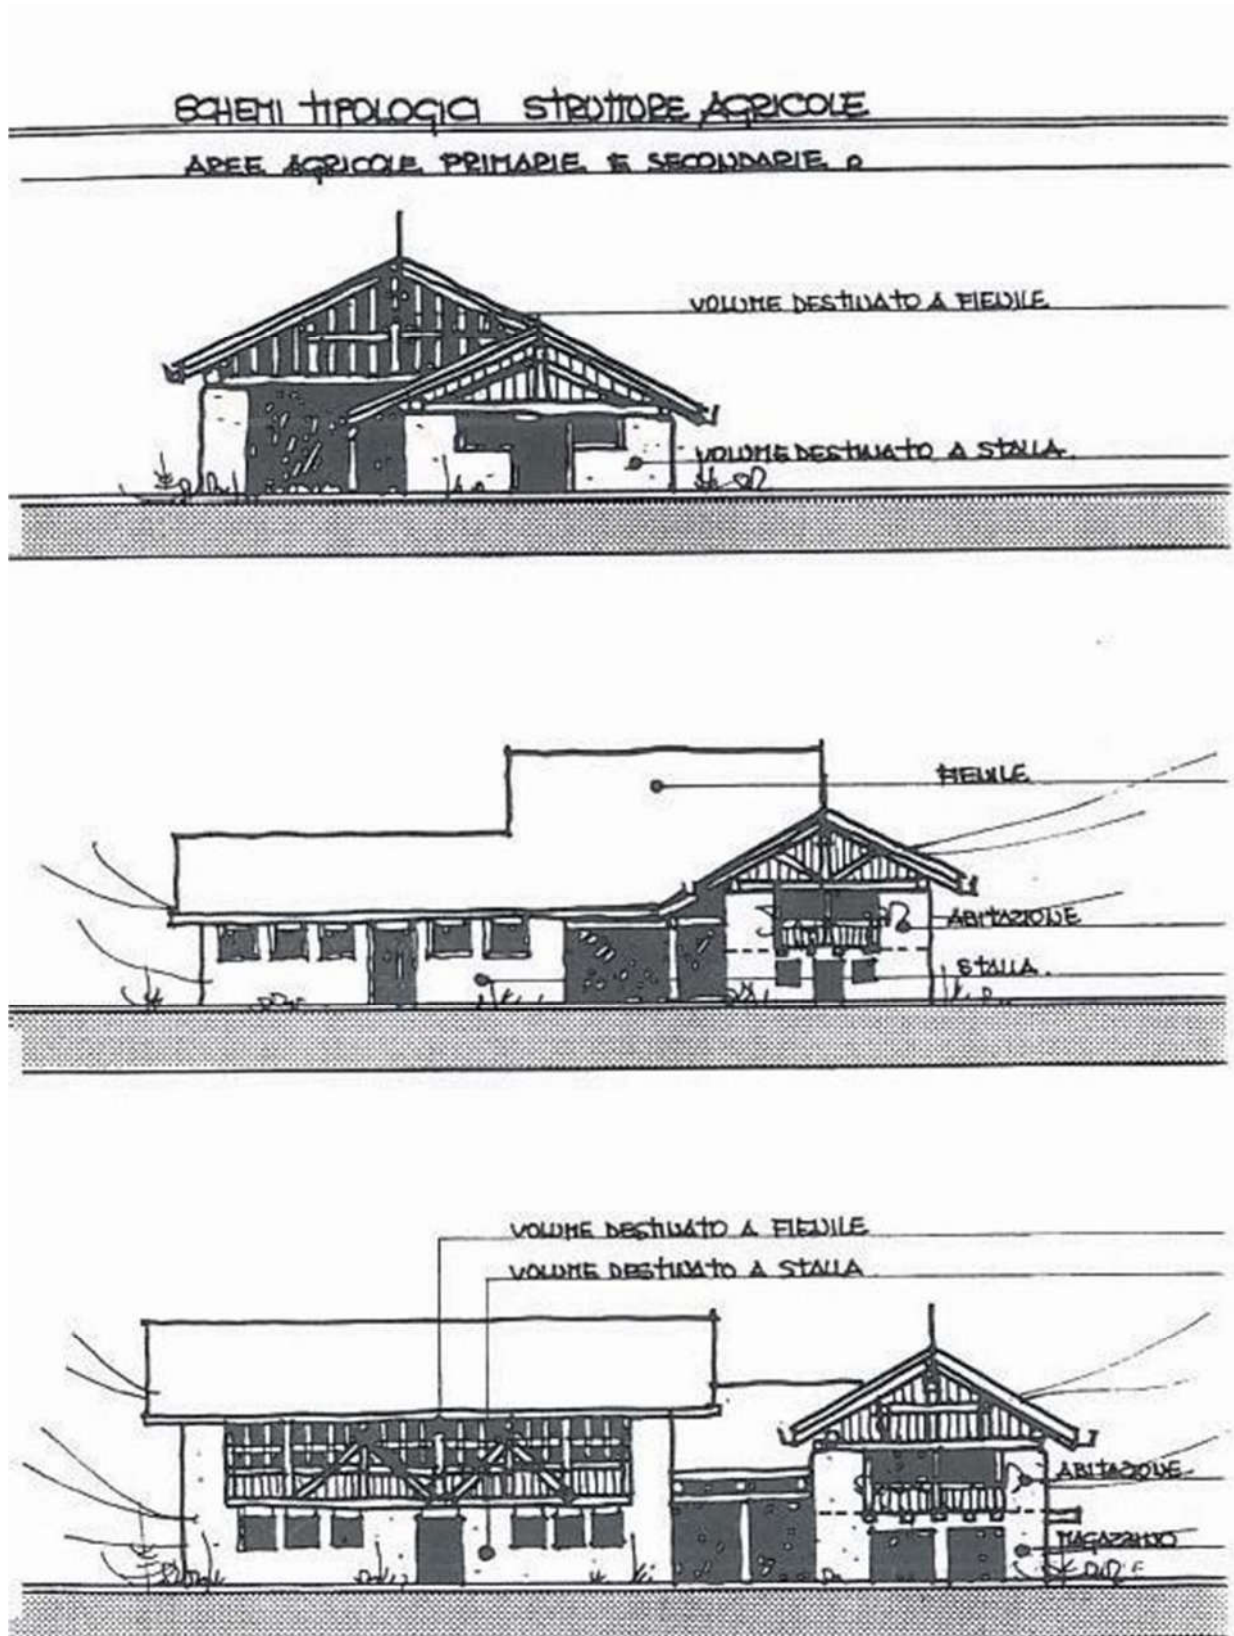 SCHEMI TIPOLOGICI STRUTTURE AGRICOLE
AREE AGRICOLE PRIMARIE E SECONDARIE
VOLUME DESTINATO A FIENILE
VOLUME DESTINATO A STALLA
FIENILE
ABITAZIONE
STALLA
VOLUME DESTINATO A FIENILE
VOLUME DESTINATO A STALLA
ABITAZIONE
MAGAZZINO